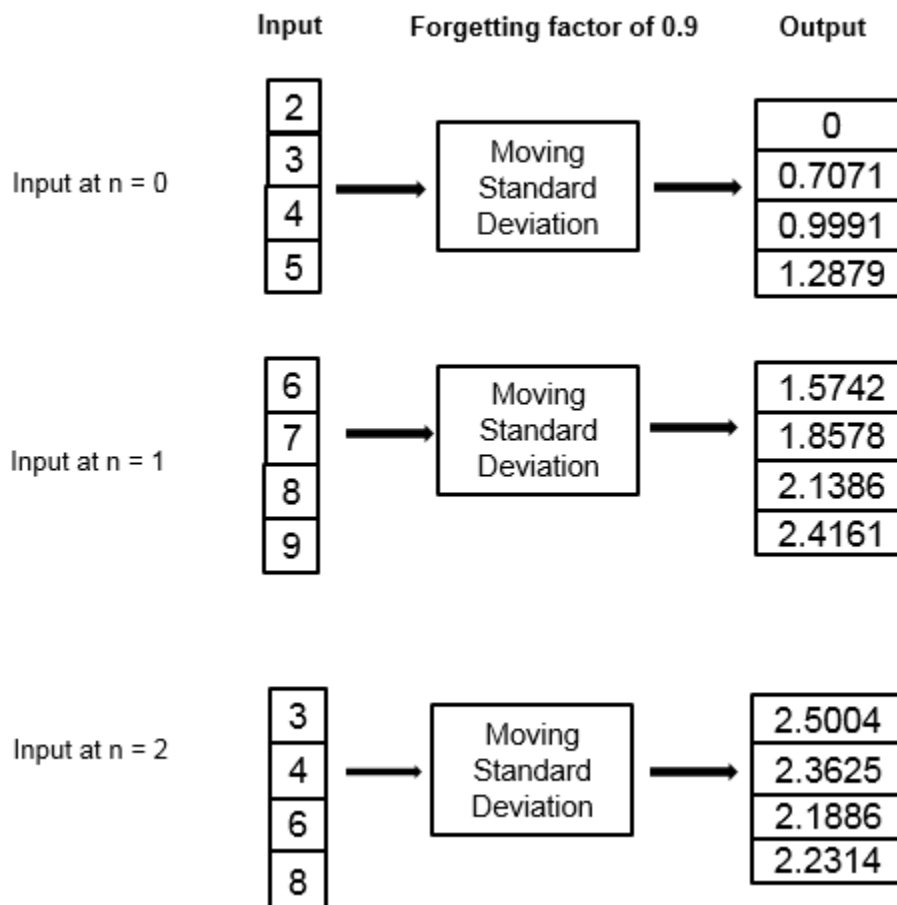 Input Forgetting factor of 0.9 Output
Input at n = 0
2
3
4
5
Moving
Standard
Deviation
0
0.7071
0.9991
1.2879
Input at n = 1
6
7
8
9
Moving
Standard
Deviation
1.5742
1.8578
2.1386
2.4161
Input at n = 2
3
4
6
8
Moving
Standard
Deviation
2.5004
2.3625
2.1886
2.2314